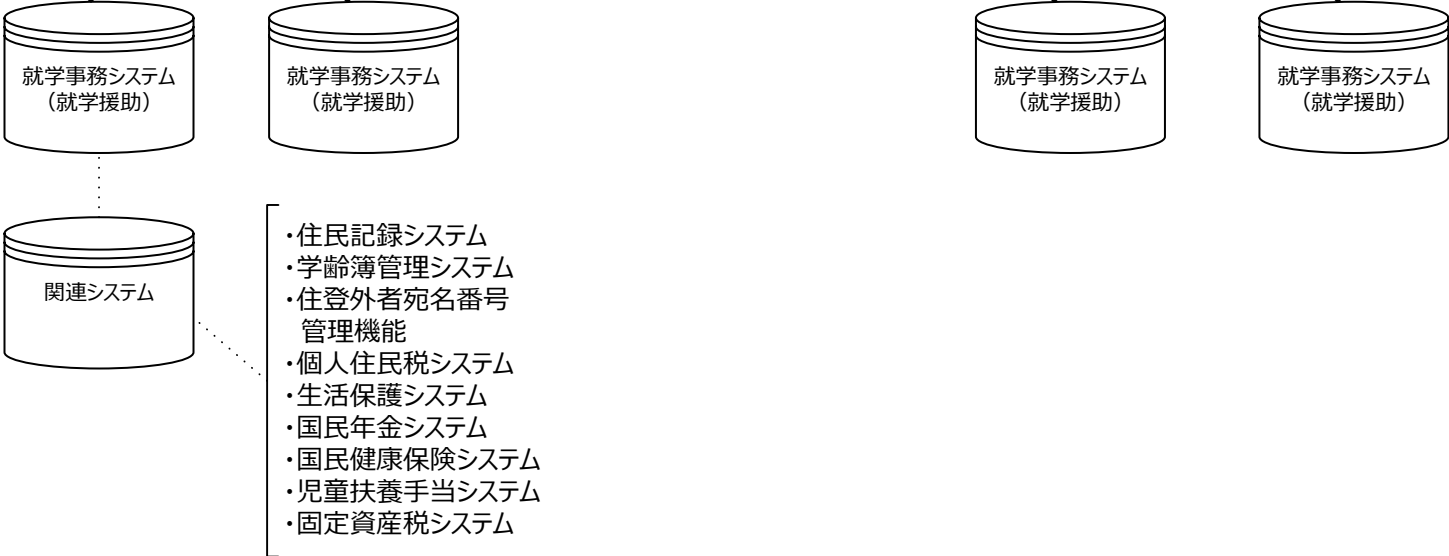 就学事務システム
（就学援助）
就学事務システム
（就学援助）
就学事務システム
（就学援助）
就学事務システム
（就学援助）
関連システム
・住民記録システム
・学齢簿管理システム
・住登外者宛名番号
管理機能
・個人住民税システム
・生活保護システム
・国民年金システム
・国民健康保険システム
・児童扶養手当システム
・固定資産税システム